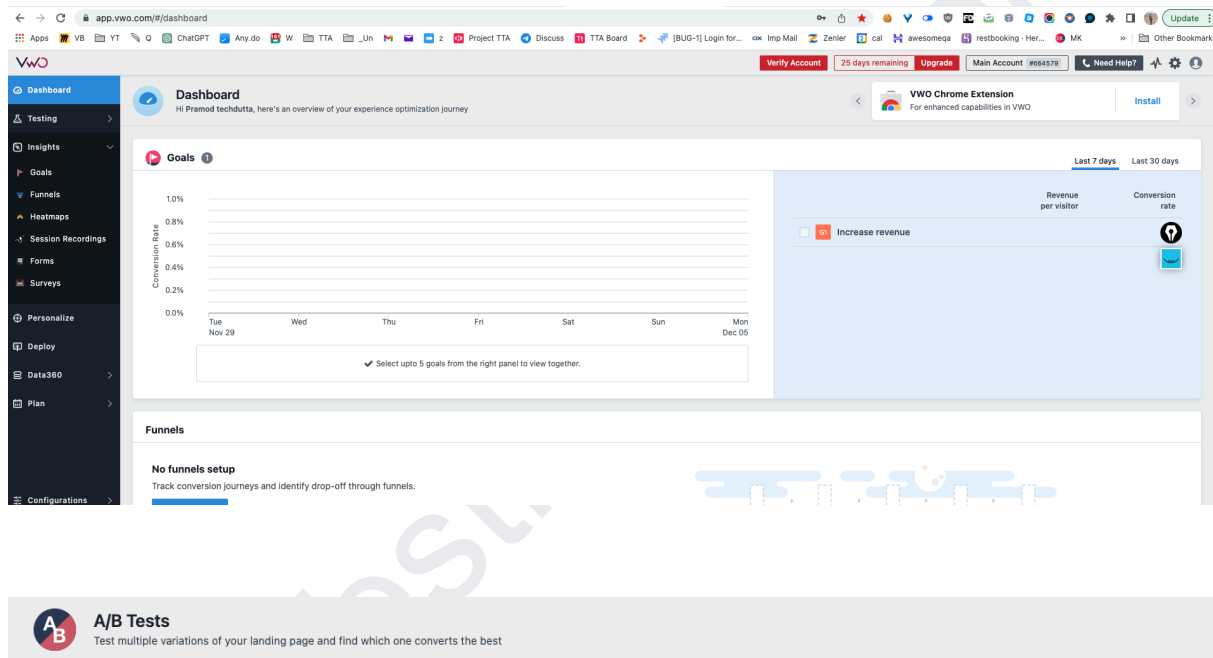 app.vwo.com/#/dashboard
Update
Apps VB YT Q ChatGPT Any.do W TTA _Un z Project TTA Discuss TTA Board [BUG-1] Login for... Imp Mail Zenler cal awesomeqa restbooking - Her... MK » Other Bookmark
VWO
Verify Account 25 days remaining Upgrade Main Account #664579 Need Help?
Dashboard
Testing
Insights
Goals
Funnels
Heatmaps
Session Recordings
Forms
Surveys
Personalize
Deploy
Data360
Plan
Configurations
Dashboard
Hi Pramod techdutta, here's an overview of your experience optimization journey
VWO Chrome Extension
For enhanced capabilities in VWO
Install
Goals 1
Last 7 days Last 30 days
Conversion Rate
1.0%
0.8%
0.6%
0.4%
0.2%
0.0%
Tue Wed Thu Fri Sat Sun Mon
Nov 29 Dec 05
Select upto 5 goals from the right panel to view together.
Revenue Conversion
per visitor rate
G1 Increase revenue
Funnels
No funnels setup
Track conversion journeys and identify drop-off through funnels.
A/B Tests
Test multiple variations of your landing page and find which one converts the best